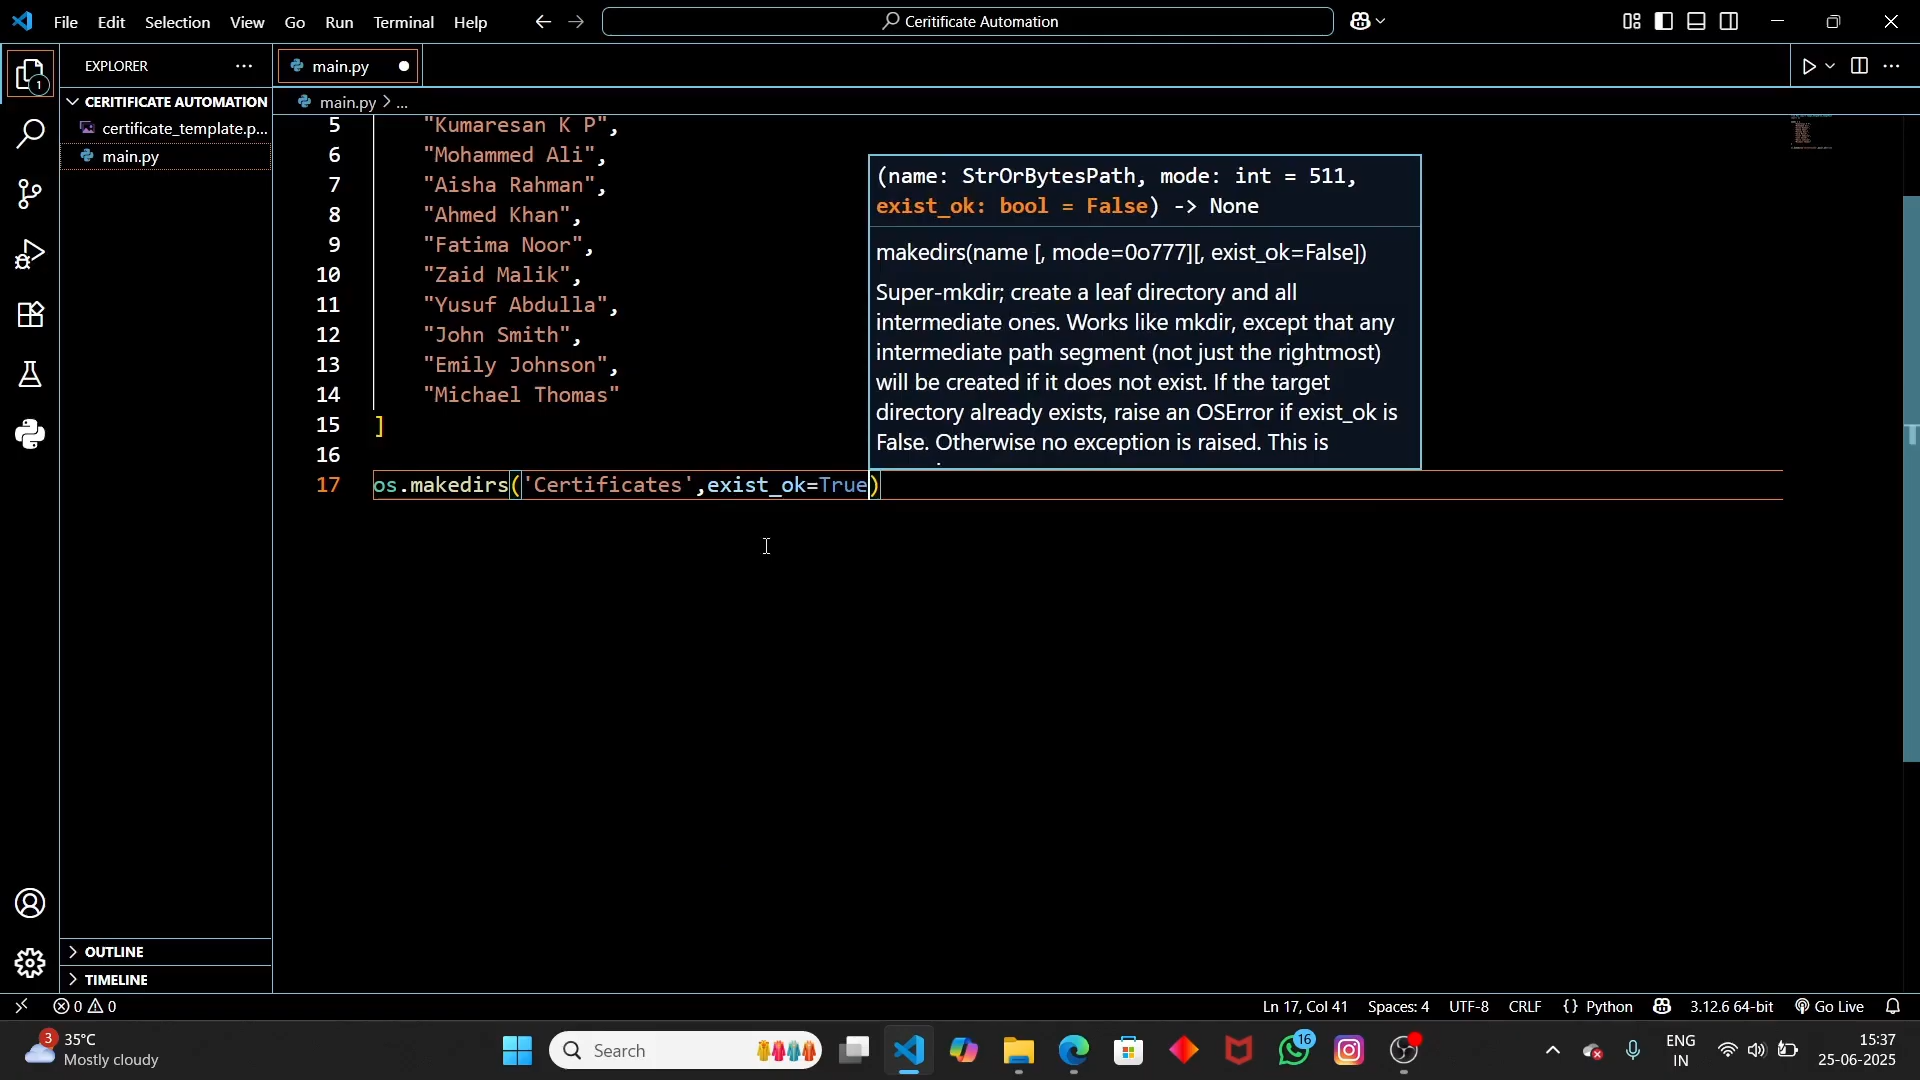 File Edit Selection View Go Run Terminal Help
Ceritificate Automation
EXPLORER
main.py
CERITIFICATE AUTOMATION
certificate_template.p...
main.py
1
main.py > ...
5 "Kumaresan K P",
6 "Mohammed Ali",
7 "Aisha Rahman",
8 "Ahmed Khan",
9 "Fatima Noor",
10 "Zaid Malik",
11 "Yusuf Abdulla",
12 "John Smith",
13 "Emily Johnson",
14 "Michael Thomas"
15 ]
16
17 os.makedirs('Certificates',exist_ok=True)
(name: StrOrBytesPath, mode: int = 511,
exist_ok: bool = False) -> None
makedirs(name [, mode=0o777][, exist_ok=False])
Super-mkdir; create a leaf directory and all
intermediate ones. Works like mkdir, except that any
intermediate path segment (not just the rightmost)
will be created if it does not exist. If the target
directory already exists, raise an OSError if exist_ok is
False. Otherwise no exception is raised. This is
OUTLINE
TIMELINE
0 0
Ln 17, Col 41 Spaces: 4 UTF-8 CRLF {} Python 3.12.6 64-bit Go Live
3 35°C
Mostly cloudy
Search
16
ENG
IN
15:37
25-06-2025